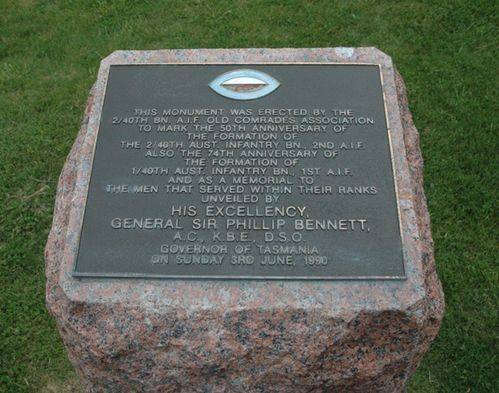 THIS MONUMENT WAS ERECTED BY THE
2/40TH BN. A.I.F. OLD COMRADES ASSOCIATION
TO MARK THE 50TH ANNIVERSARY OF
THE FORMATION OF
THE 2/40TH AUST. INFANTRY BN., 2ND A.I.F.
ALSO THE 74TH ANNIVERSARY OF
THE FORMATION OF
1/40TH AUST. INFANTRY BN., 1ST A.I.F.
AND AS A MEMORIAL TO
THE MEN THAT SERVED WITHIN THEIR RANKS
UNVEILED BY
HIS EXCELLENCY,
GENERAL SIR PHILLIP BENNETT,
A.C., K.B.E., D.S.O.
GOVERNOR OF TASMANIA
ON SUNDAY 3RD JUNE, 1990